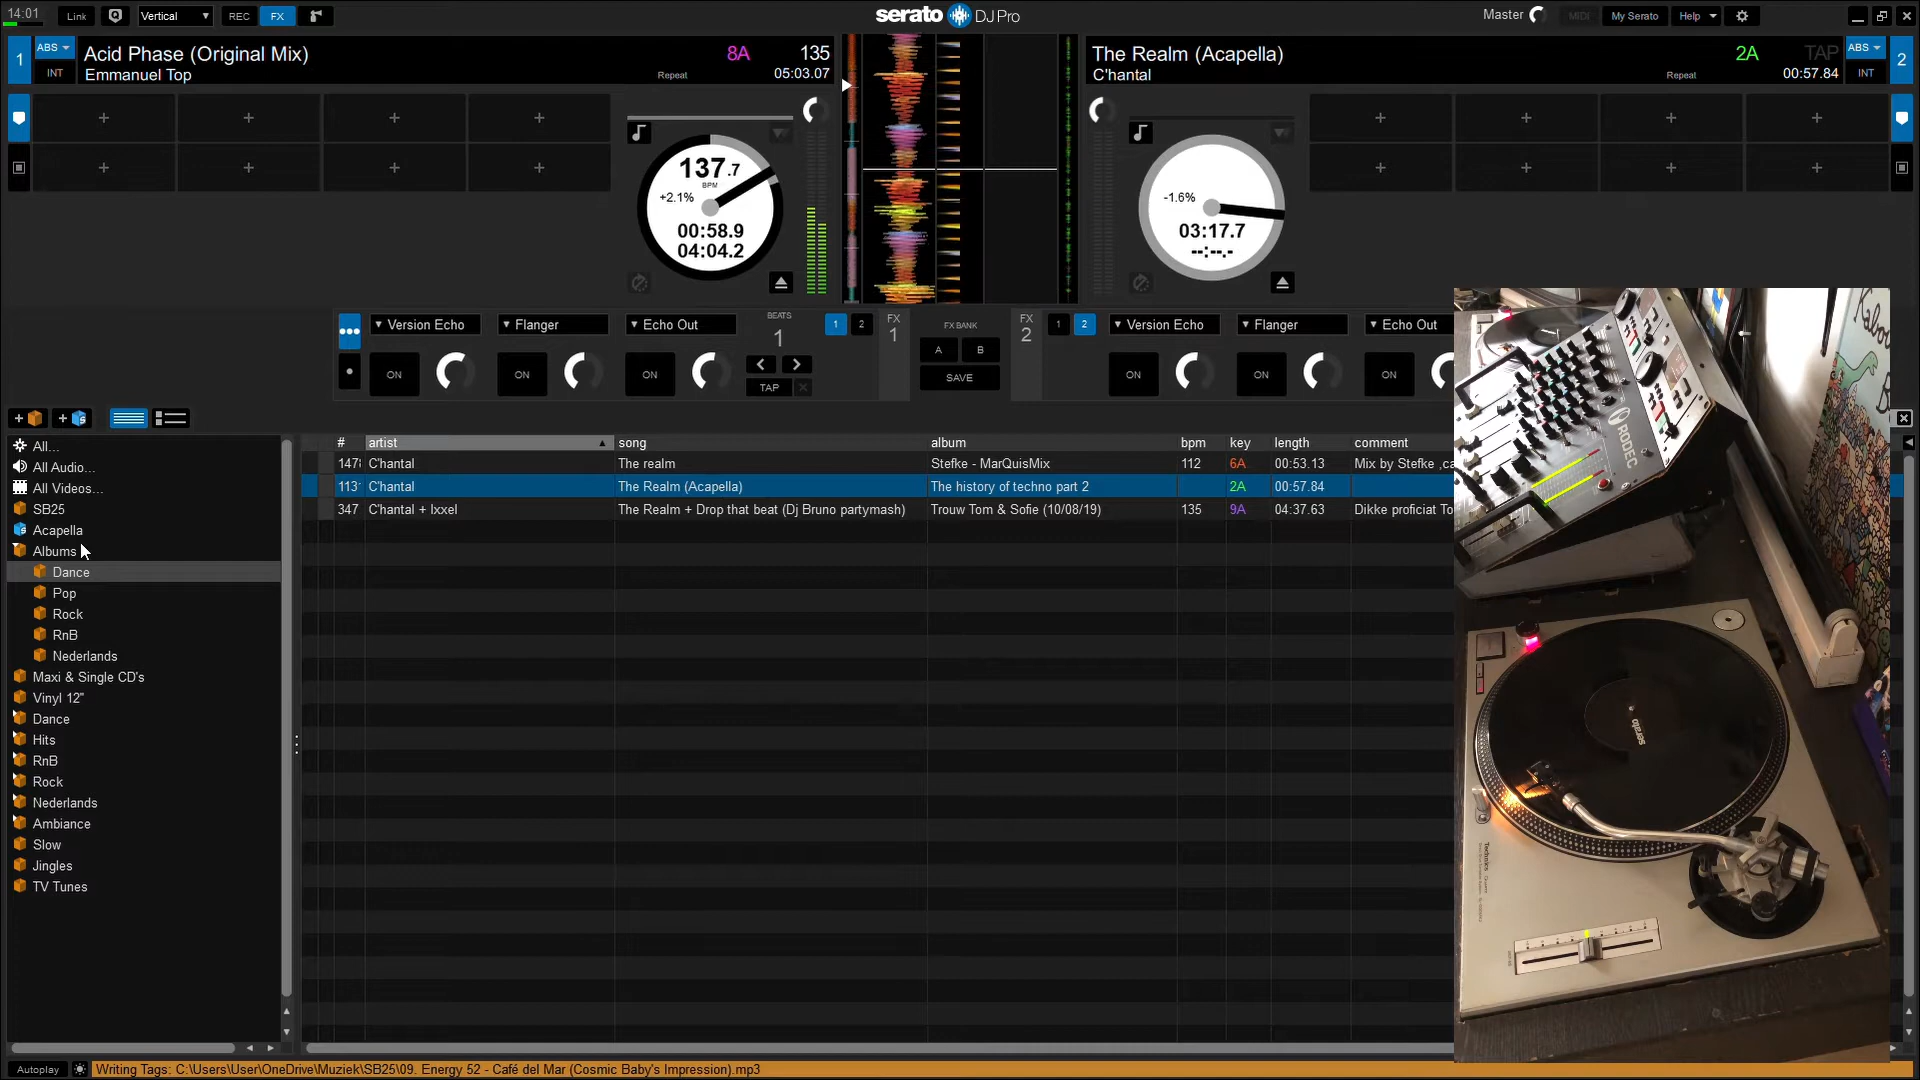 14:01
Link
Vertical
REC
FX
serato DJ Pro
Master
MIDI
My Serato
Help
1
ABS
INT
Acid Phase (Original Mix)
Emmanuel Top
8A
135
Repeat
05:03.07
The Realm (Acapella)
C'hantal
2A
TAP
Repeat
00:57.84
ABS
INT
2
137.7
BPM
+2.1%
00:58.9
04:04.2
-1.6%
03:17.7
--:--.-
Version Echo
Flanger
Echo Out
BEATS
1
1
2
FX
1
FX BANK
A
B
SAVE
FX
2
1
2
Version Echo
Flanger
Echo Out
ON
ON
ON
TAP
ON
ON
ON
All...
All Audio...
All Videos...
SB25
Acapella
Albums
Dance
Pop
Rock
RnB
Nederlands
Maxi & Single CD's
Vinyl 12"
Dance
Hits
RnB
Rock
Nederlands
Ambiance
Slow
Jingles
TV Tunes
# artist song album bpm key length comment
C'hantal The realm Stefke - MarQuisMix 112 6A 00:53.13 Mix by Stefke ,ca
C'hantal The Realm (Acapella) The history of techno part 2 2A 00:57.84
347 C'hantal + Ixxel The Realm + Drop that beat (Dj Bruno partymash) Trouw Tom & Sofie (10/08/19) 135 9A 04:37.63 Dikke proficiat To
RODEC
serato
Technics
Autoplay
Writing Tags: C:\Users\User\OneDrive\Muziek\SB25\09. Energy 52 - Café del Mar (Cosmic Baby's Impression).mp3